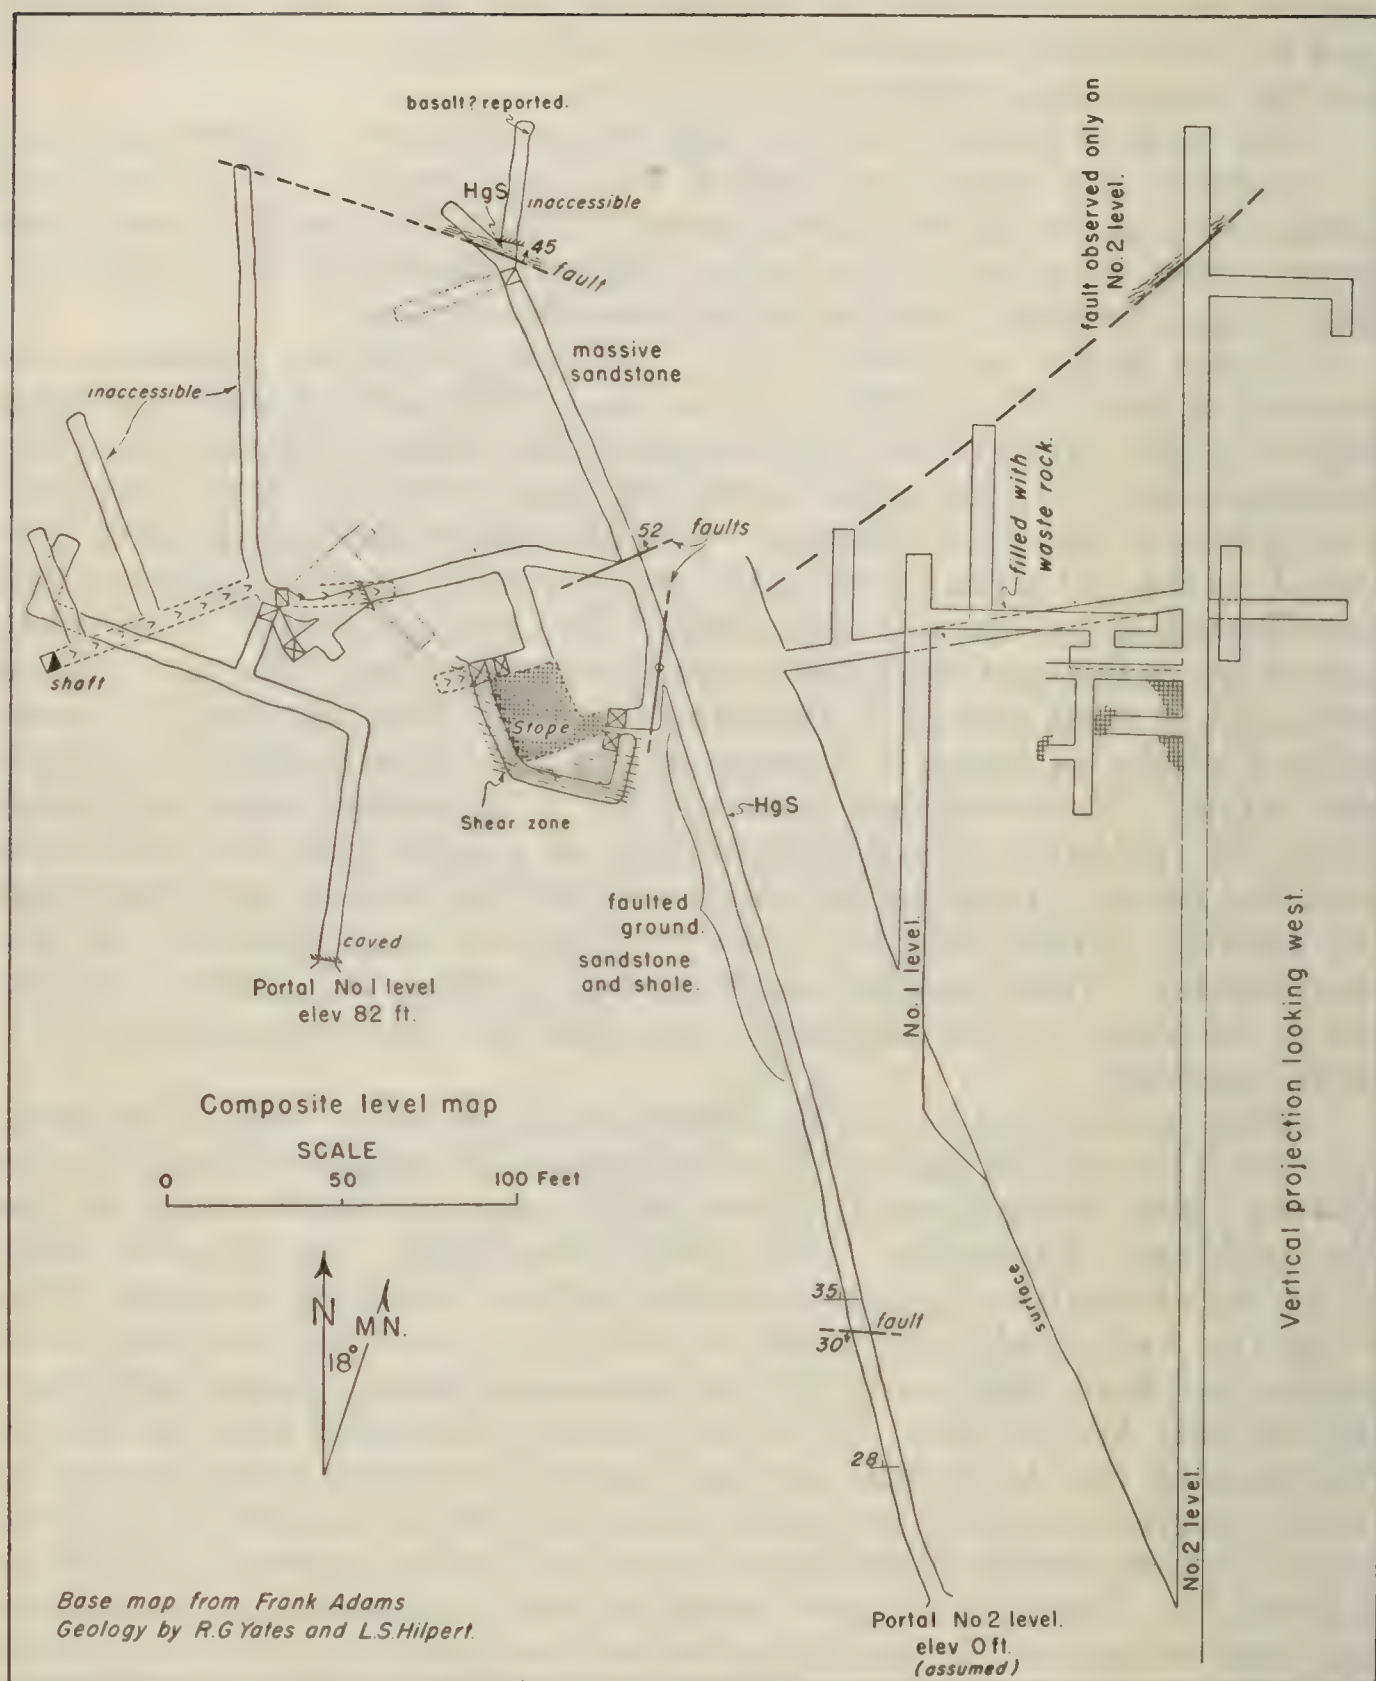 basalt? reported.
HgS
inaccessible
45
fault
massive
sandstone
inaccessible
52
faults
shaft
Stope
Shear zone
HgS
faulted
ground.
sandstone
and shale.
caved
Portal No 1 level
elev 82 ft.
Composite level map
SCALE
0 50 100 Feet
N
M N.
18°
35
fault
30
28
Portal No 2 level.
elev 0 ft.
(assumed)
fault observed only on
No. 2 level.
filled with
waste rock.
No. 1 level.
surface
No. 2 level.
Vertical projection looking west.
Base map from Frank Adams
Geology by R.G Yates and L.S. Hilpert.